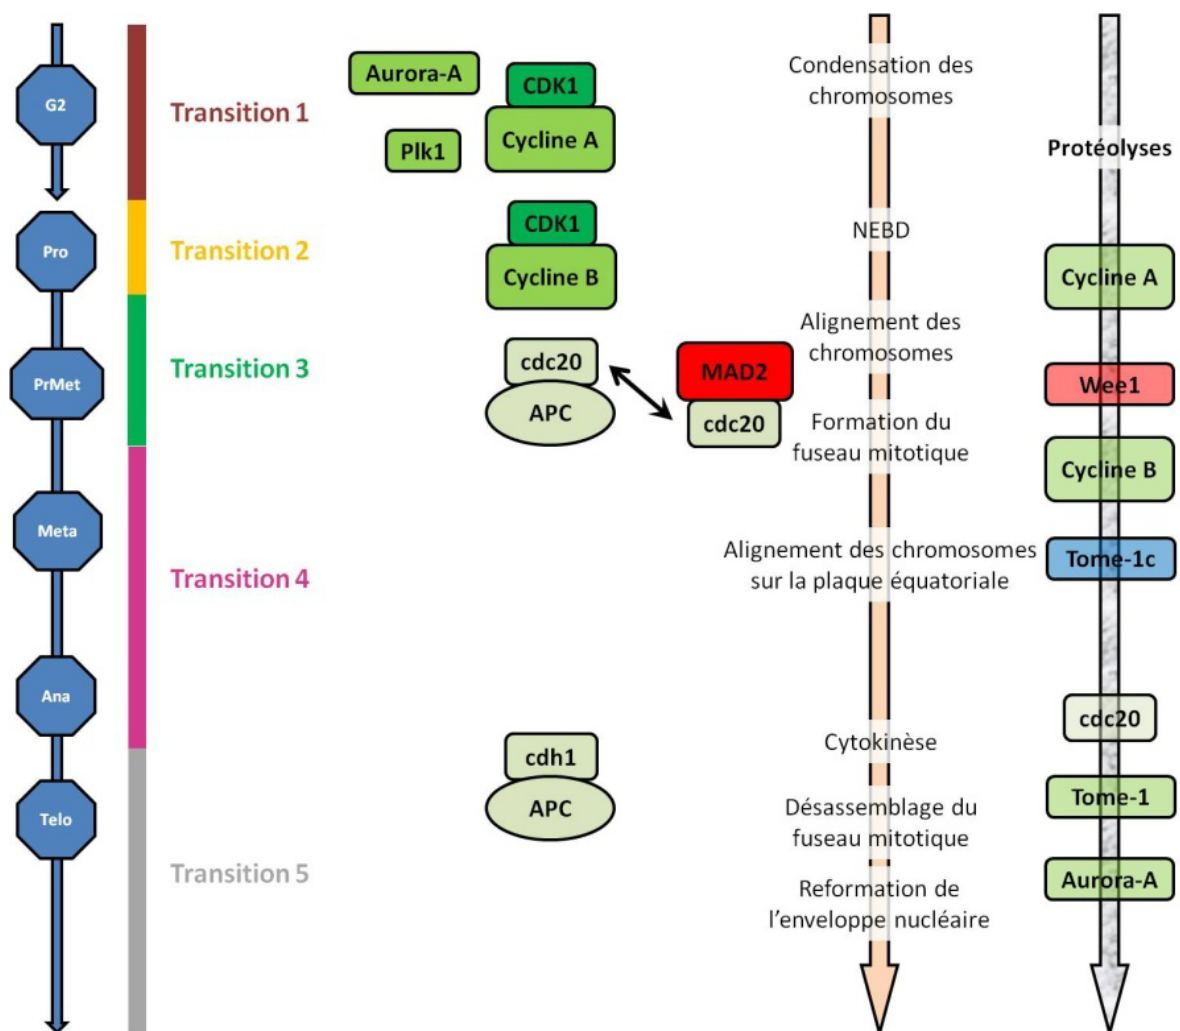 G2
Pro
PrMet
Meta
Ana
Telo
Transition 1
Transition 2
Transition 3
Transition 4
Transition 5
Aurora-A
CDK1
Cycline A
Plk1
CDK1
Cycline B
cdc20
APC
MAD2
cdc20
cdh1
APC
Condensation des
chromosomes
NEBD
Alignement des
chromosomes
Formation du
fuseau mitotique
Alignement des chromosomes
sur la plaque équatoriale
Cytokinèse
Désassemblage du
fuseau mitotique
Reformation de
l'enveloppe nucléaire
Protéolyses
Cycline A
Wee1
Cycline B
Tome-1c
cdc20
Tome-1
Aurora-A